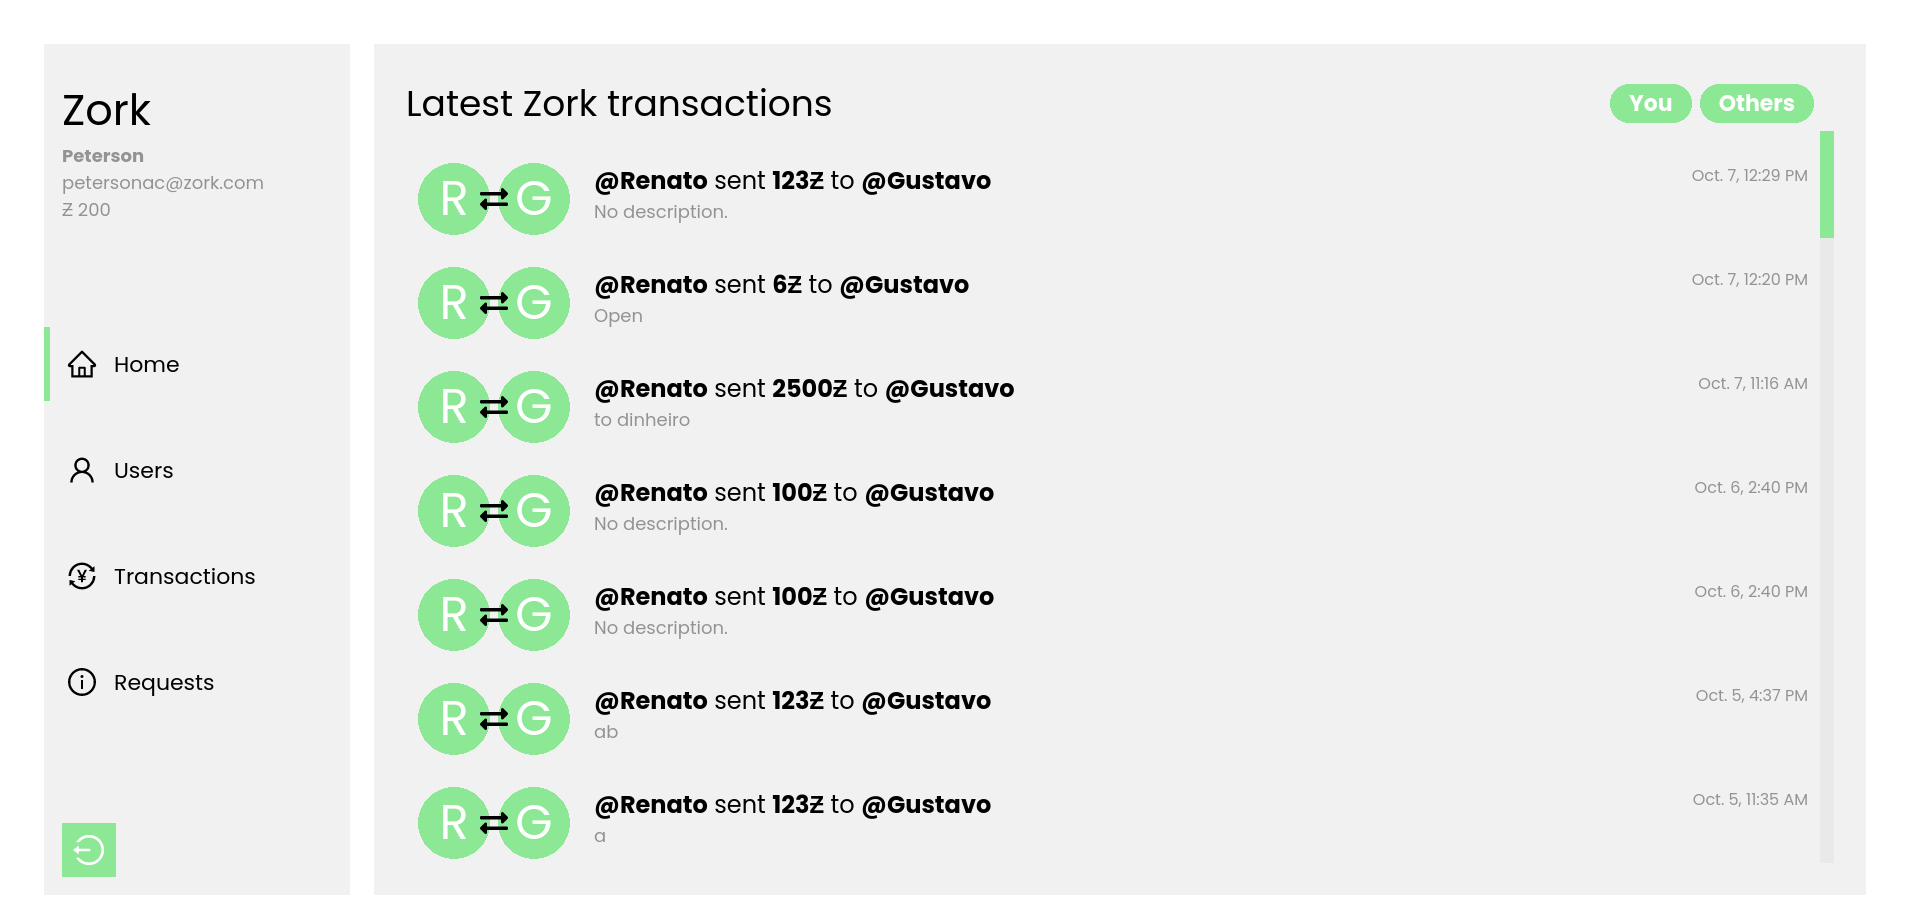 Zork
Peterson
petersonac@zork.com
Ƶ 200
Home
Users
Transactions
Requests
Latest Zork transactions
You
Others
R G
@Renato sent 123Ƶ to @Gustavo
No description.
Oct. 7, 12:29 PM
R G
@Renato sent 6Ƶ to @Gustavo
Open
Oct. 7, 12:20 PM
R G
@Renato sent 2500Ƶ to @Gustavo
to dinheiro
Oct. 7, 11:16 AM
R G
@Renato sent 100Ƶ to @Gustavo
No description.
Oct. 6, 2:40 PM
R G
@Renato sent 100Ƶ to @Gustavo
No description.
Oct. 6, 2:40 PM
R G
@Renato sent 123Ƶ to @Gustavo
ab
Oct. 5, 4:37 PM
R G
@Renato sent 123Ƶ to @Gustavo
a
Oct. 5, 11:35 AM